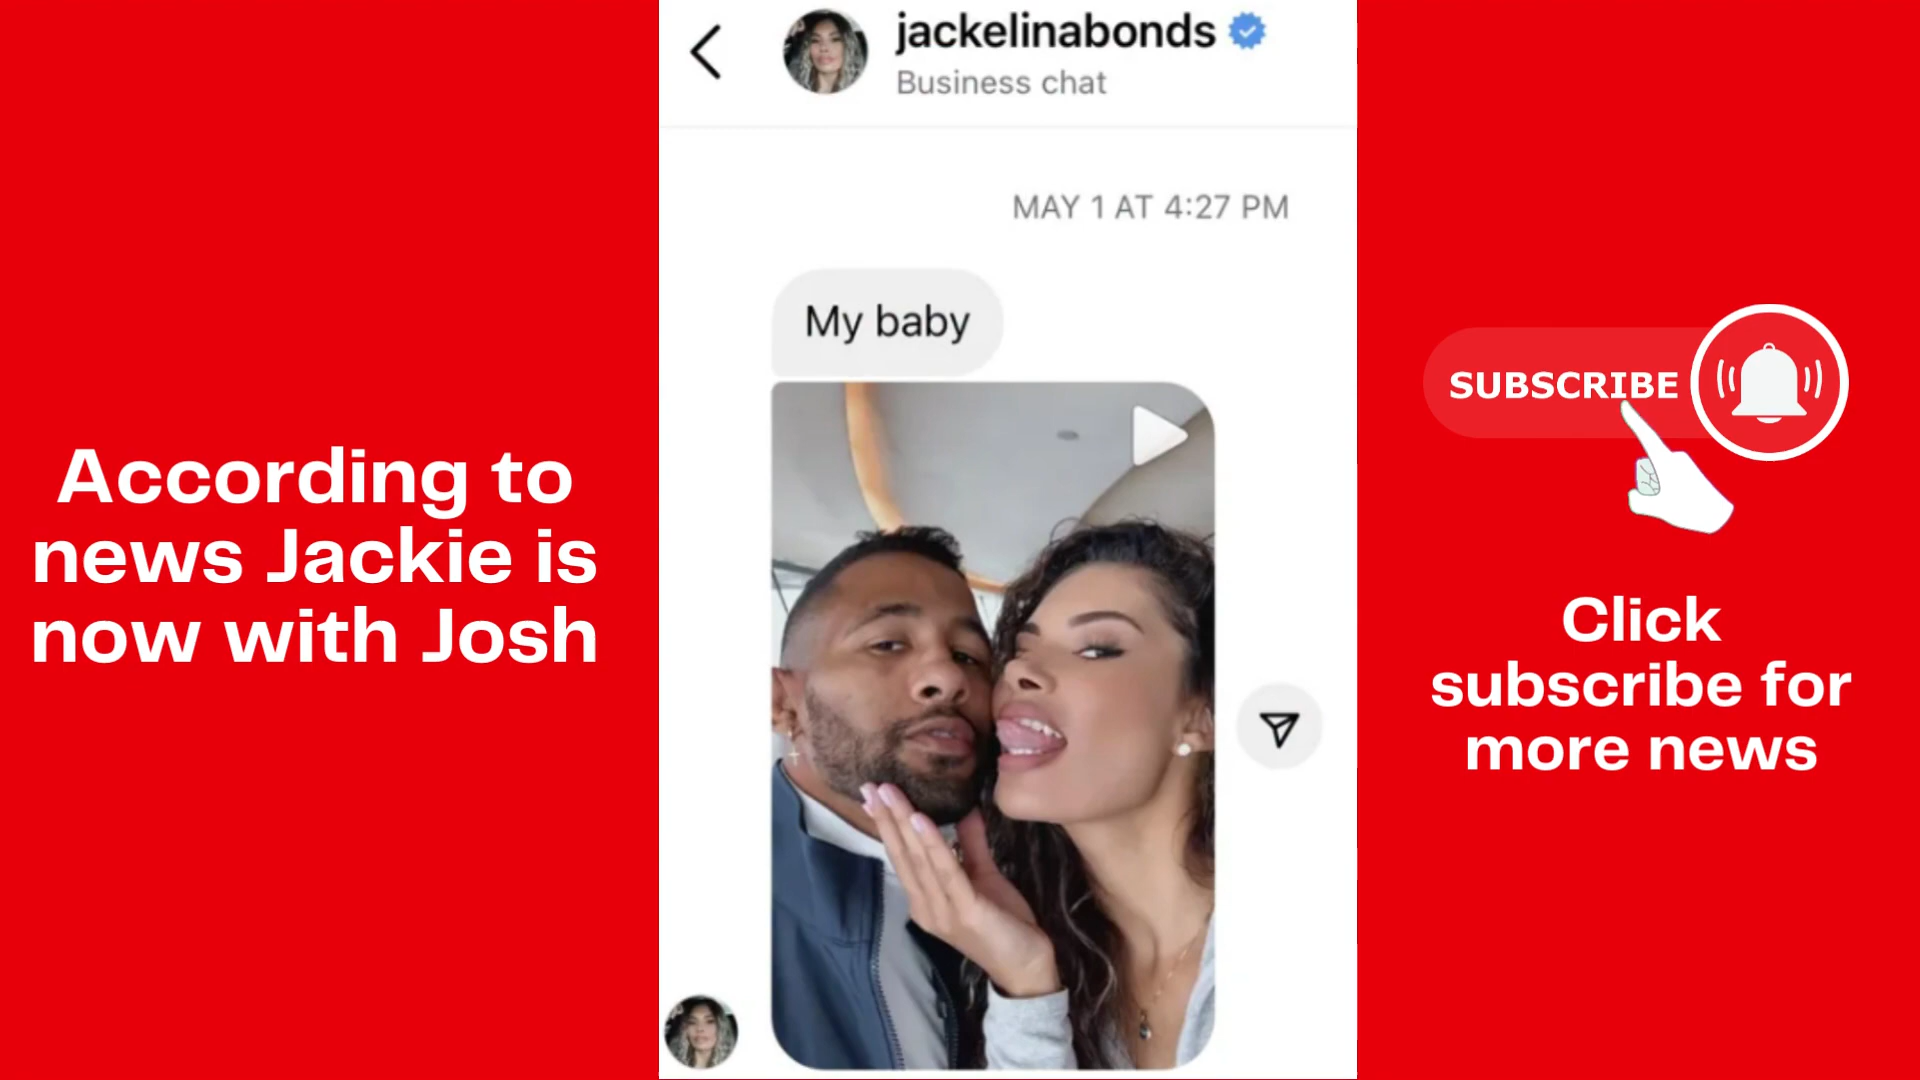 jackelinabonds
Business chat
MAY 1 AT 4:27 PM
My baby
According to
news Jackie is
now with Josh
SUBSCRIBE
Click
subscribe for
more news